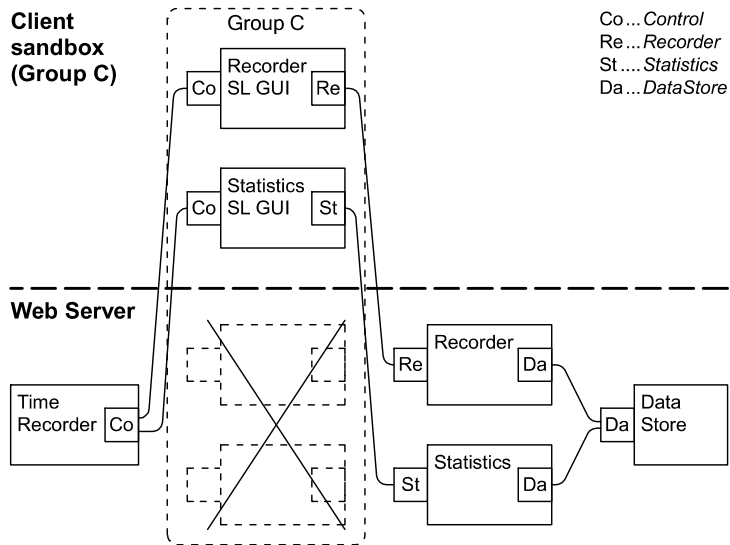 Client
sandbox
(Group C)
Group C
Co ... Control
Re ... Recorder
St .... Statistics
Da ... DataStore
Recorder
Co SL GUI Re
Statistics
Co SL GUI St
Web Server
Time
Recorder Co
Recorder
Re Da
Statistics
St Da
Data
Da Store